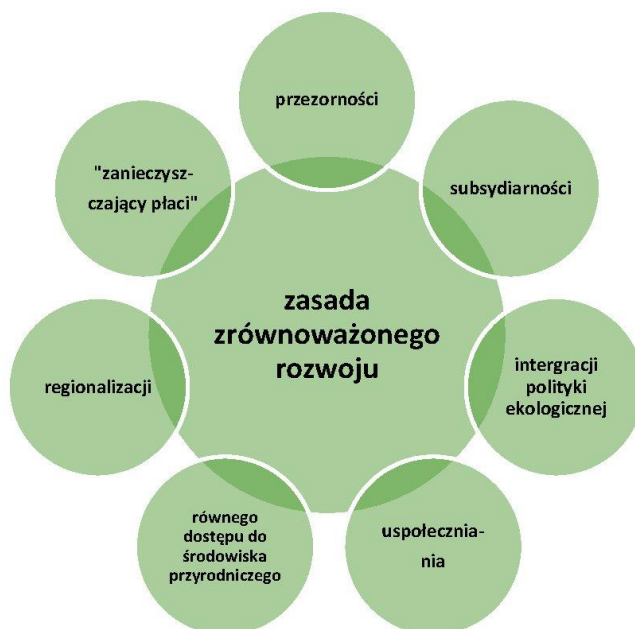 przezorności
"zanieczysz-
czający płaci"
subsydiarności
zasada
zrównoważonego
rozwoju
regionalizacji
intergracji
polityki
ekologicznej
równego
dostępu do
środowiska
przyrodniczego
uspołecznia-
nia